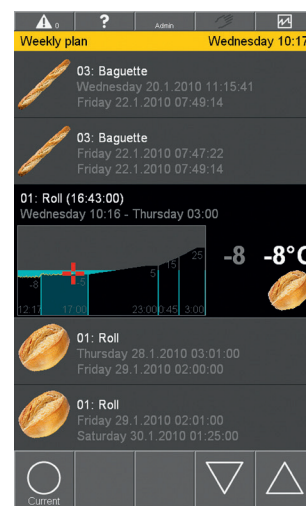 0 ? Admin
Weekly plan Wednesday 10:17
03: Baguette
Wednesday 20.1.2010 11:15:41
Friday 22.1.2010 07:49:14
03: Baguette
Friday 22.1.2010 07:47:22
Friday 22.1.2010 07:49:14
01: Roll (16:43:00)
Wednesday 10:16 - Thursday 03:00
-8 -5 5 15 25 -8 -8°C
12:17 17:00 23:00 0:45 3:00
01: Roll
Thursday 28.1.2010 03:01:00
Friday 29.1.2010 02:00:00
01: Roll
Friday 29.1.2010 02:01:00
Saturday 30.1.2010 01:25:00
Current